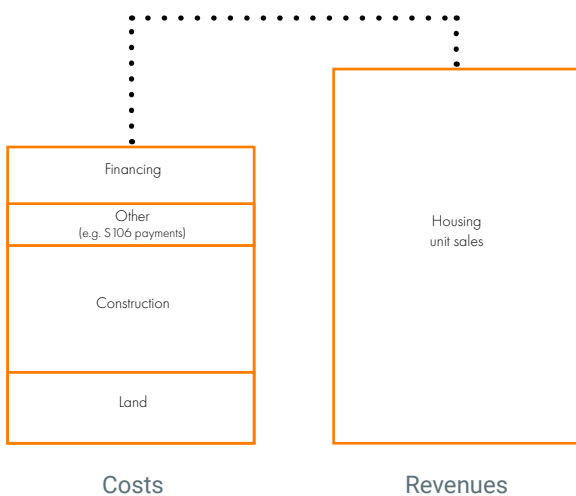 Financing
Other
(e.g. S106 payments)
Construction
Land
Housing
unit sales
Costs
Revenues